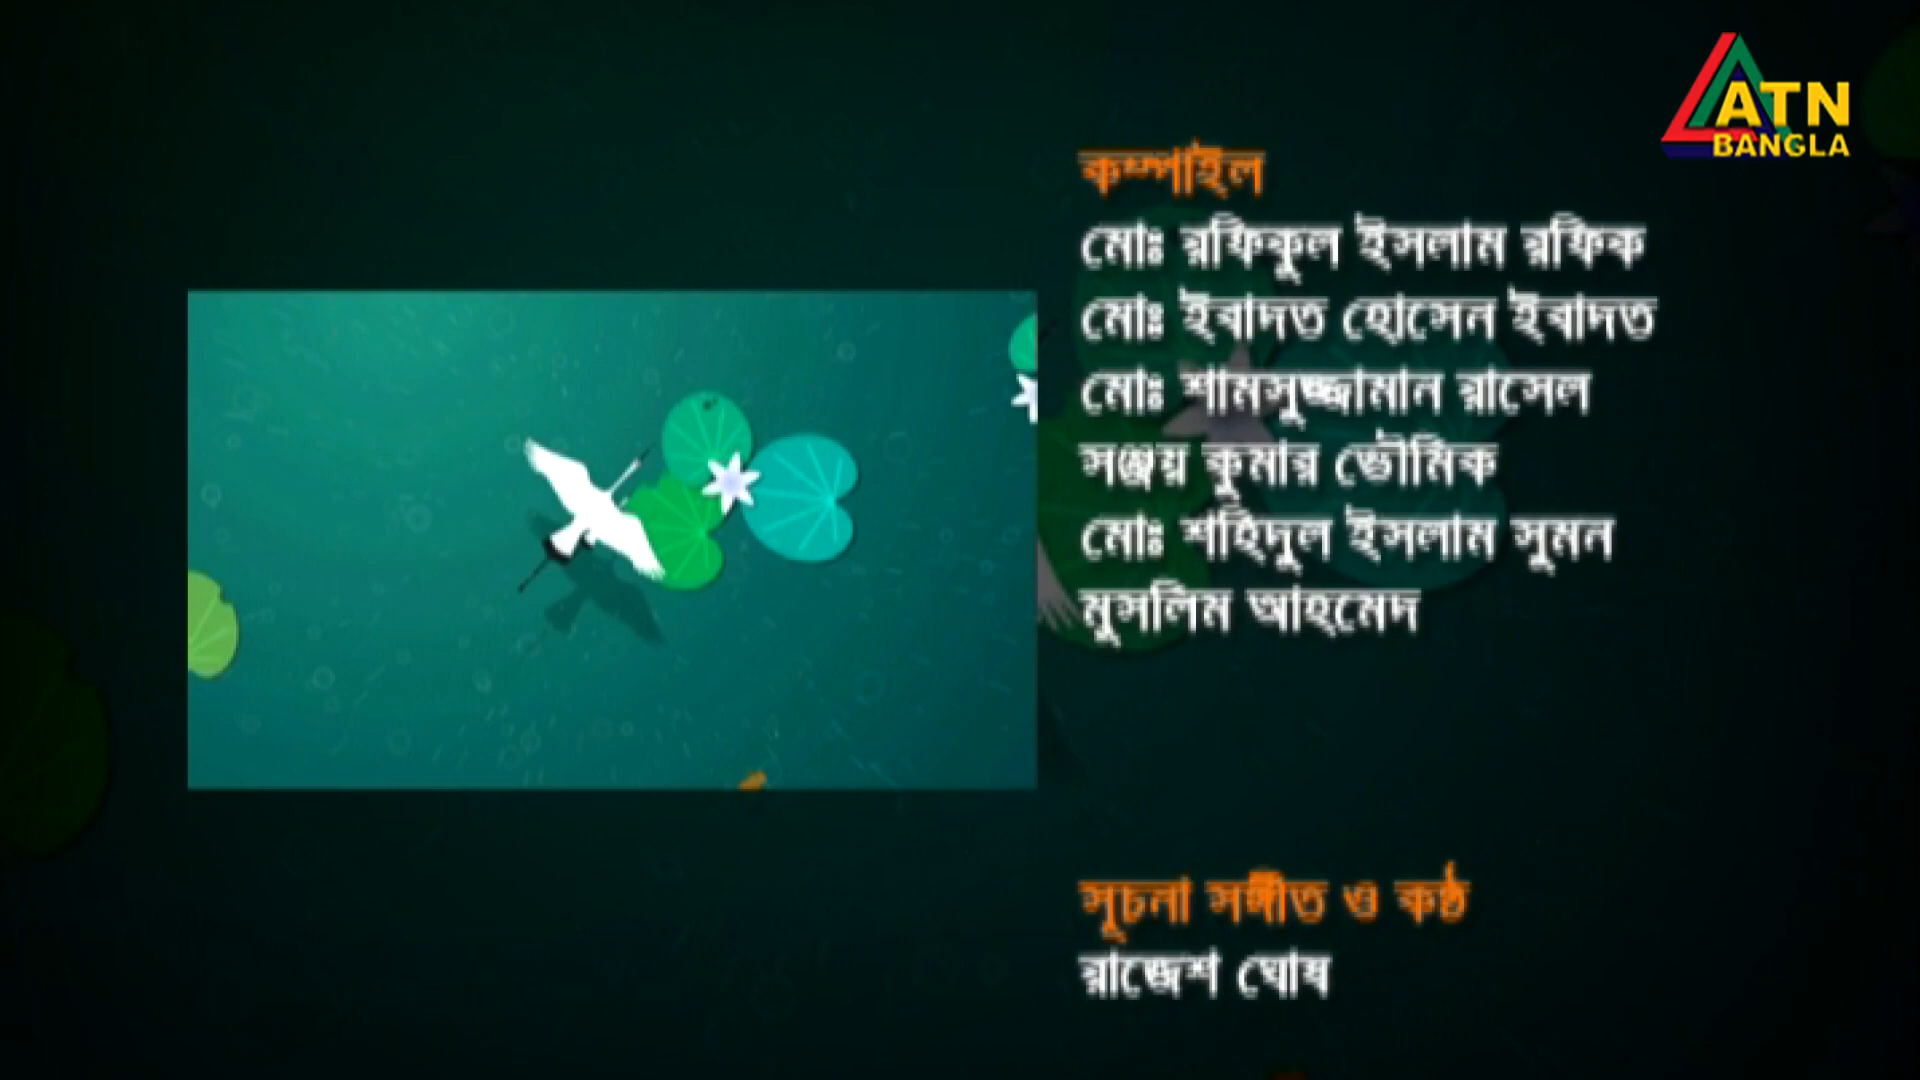 ATN
BANGLA
কম্পাইল
মোঃ রফিকুল ইসলাম রফিক
মোঃ ইবাদত হোসেন ইবাদত
মোঃ শামসুজ্জামান রাসেল
সঞ্জয় কুমার ভৌমিক
মোঃ শহিদুল ইসলাম সুমন
মুসলিম আহমেদ
সূচনা সঙ্গীত ও কণ্ঠ
রাজেশ ঘোষ